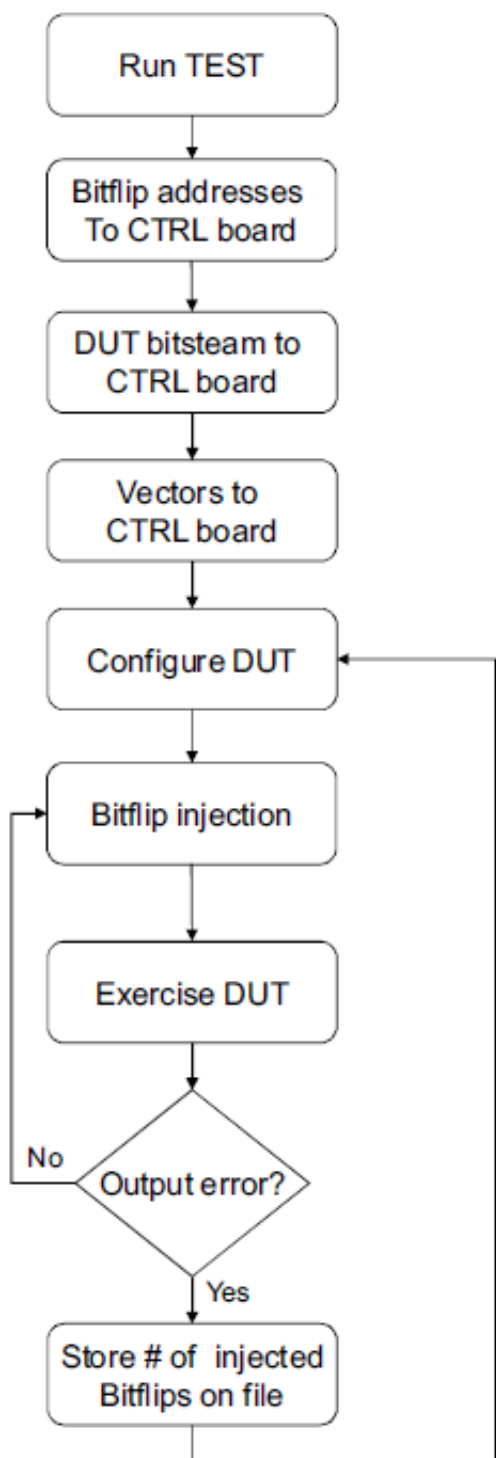 Run TEST
Bitflip addresses
To CTRL board
DUT bitsteam to
CTRL board
Vectors to
CTRL board
Configure DUT
Bitflip injection
Exercise DUT
No
Output error?
Yes
Store # of injected
Bitflips on file